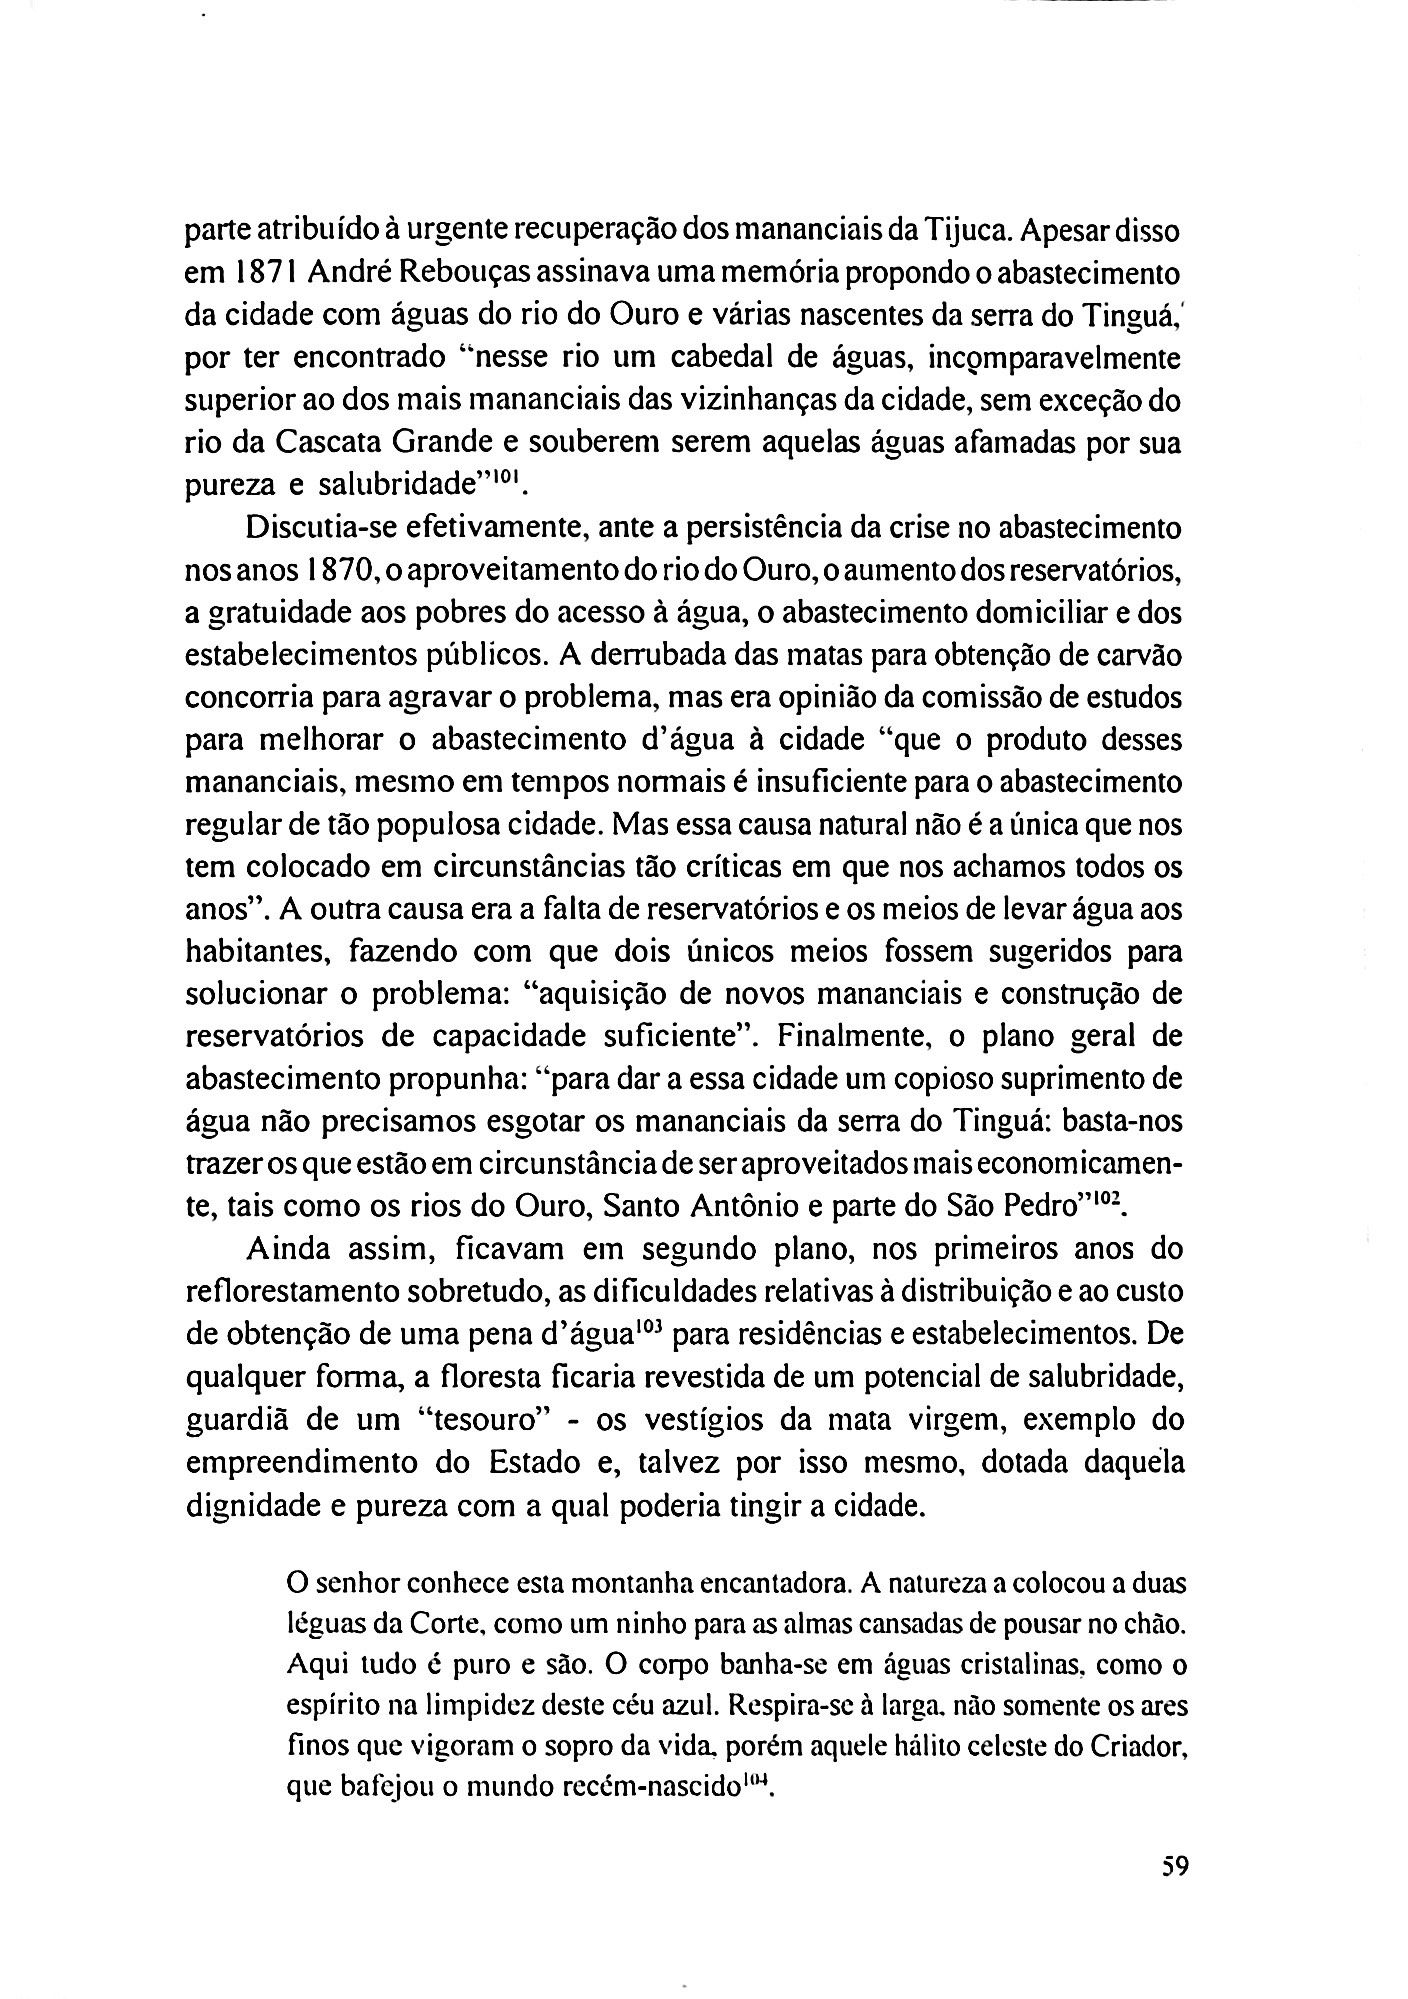 parte atribuído à urgente recuperação dos mananciais da Tijuca. Apesar disso
em 1871 André Rebouças assinava uma memória propondo o abastecimento
da cidade com águas do rio do Ouro e várias nascentes da serra do Tinguá,
por ter encontrado “nesse rio um cabedal de águas, incomparavelmente
superior ao dos mais mananciais das vizinhanças da cidade, sem exceção do
rio da Cascata Grande e souberem serem aquelas águas afamadas por sua
pureza e salubridade”¹⁰¹.
Discutia-se efetivamente, ante a persistência da crise no abastecimento
nos anos 1870, o aproveitamento do rio do Ouro, o aumento dos reservatórios,
a gratuidade aos pobres do acesso à água, o abastecimento domiciliar e dos
estabelecimentos públicos. A derrubada das matas para obtenção de carvão
concorria para agravar o problema, mas era opinião da comissão de estudos
para melhorar o abastecimento d’água à cidade “que o produto desses
mananciais, mesmo em tempos normais é insuficiente para o abastecimento
regular de tão populosa cidade. Mas essa causa natural não é a única que nos
tem colocado em circunstâncias tão críticas em que nos achamos todos os
anos”. A outra causa era a falta de reservatórios e os meios de levar água aos
habitantes, fazendo com que dois únicos meios fossem sugeridos para
solucionar o problema: “aquisição de novos mananciais e construção de
reservatórios de capacidade suficiente”. Finalmente, o plano geral de
abastecimento propunha: “para dar a essa cidade um copioso suprimento de
água não precisamos esgotar os mananciais da serra do Tinguá: basta-nos
trazer os que estão em circunstância de ser aproveitados mais economicamen-
te, tais como os rios do Ouro, Santo Antônio e parte do São Pedro”¹⁰².
Ainda assim, ficavam em segundo plano, nos primeiros anos do
reflorestamento sobretudo, as dificuldades relativas à distribuição e ao custo
de obtenção de uma pena d’água¹⁰³ para residências e estabelecimentos. De
qualquer forma, a floresta ficaria revestida de um potencial de salubridade,
guardiã de um “tesouro” - os vestígios da mata virgem, exemplo do
empreendimento do Estado e, talvez por isso mesmo, dotada daquela
dignidade e pureza com a qual poderia tingir a cidade.
O senhor conhece esta montanha encantadora. A natureza a colocou a duas
léguas da Corte, como um ninho para as almas cansadas de pousar no chão.
Aqui tudo é puro e são. O corpo banha-se em águas cristalinas, como o
espírito na limpidez deste céu azul. Respira-se à larga, não somente os ares
finos que vigoram o sopro da vida, porém aquele hálito celeste do Criador,
que bafejou o mundo recém-nascido¹⁰⁴.
59